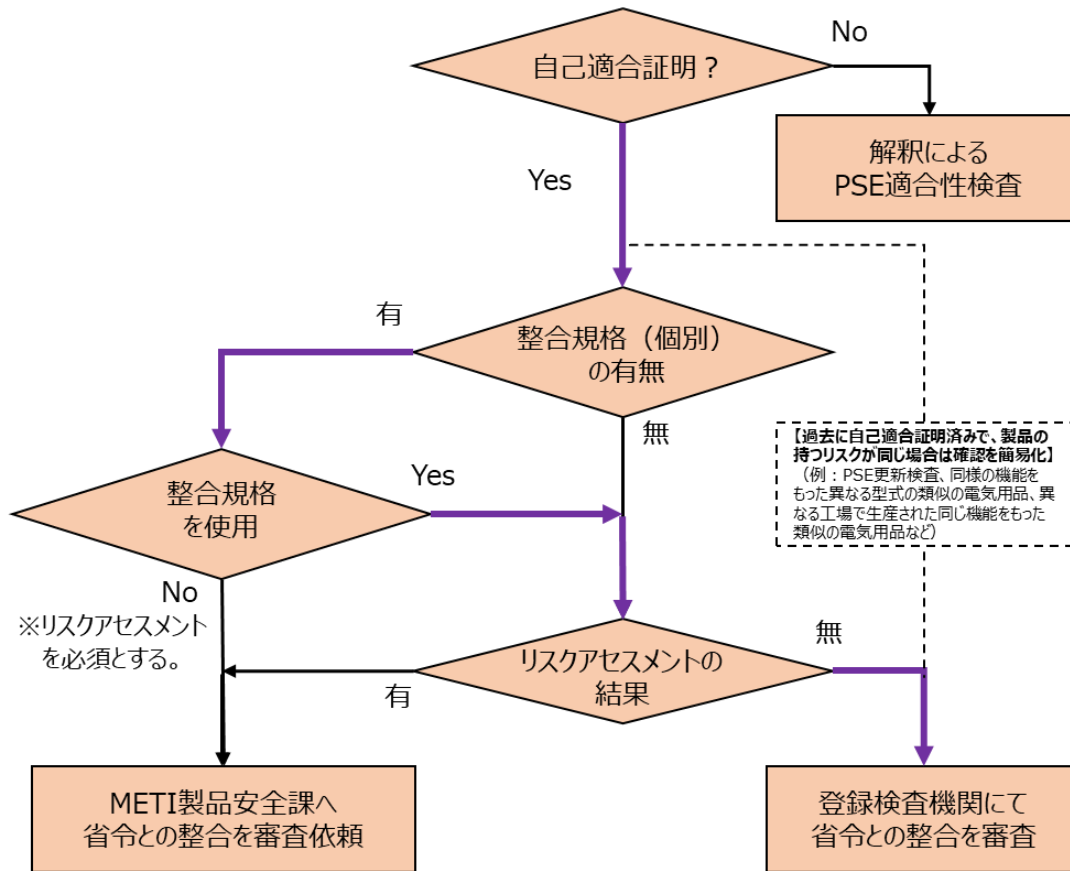 自己適合証明？
No
解釈による
PSE適合性検査
Yes
有
整合規格（個別）
の有無
無
【過去に自己適合証明済みで、製品の
持つリスクが同じ場合は確認を簡易化】
（例：PSE更新検査、同様の機能を
もった異なる型式の類似の電気用品、異
なる工場で生産された同じ機能をもった
類似の電気用品など）
整合規格
を使用
Yes
No
※リスクアセスメント
を必須とする。
リスクアセスメントの
結果
有
無
METI製品安全課へ
省令との整合を審査依頼
登録検査機関にて
省令との整合を審査